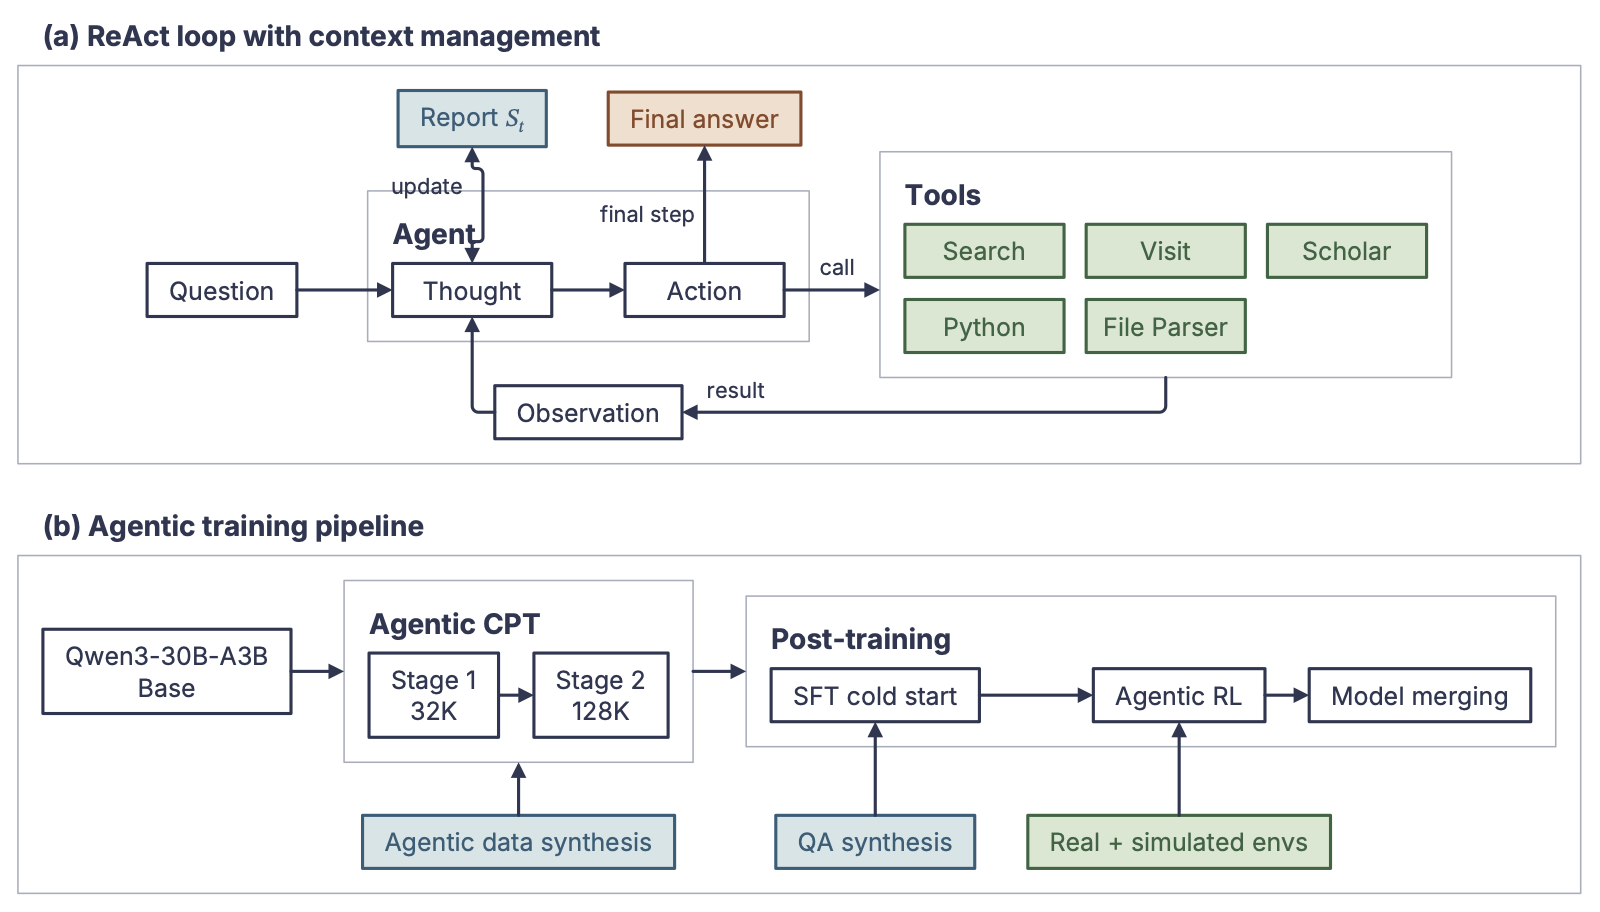 (a) ReAct loop with context management
Report S_t
Final answer
update
final step
Agent
Question
Thought
Action
call
Tools
Search
Visit
Scholar
Python
File Parser
Observation
result
(b) Agentic training pipeline
Qwen3-30B-A3B
Base
Agentic CPT
Stage 1
32K
Stage 2
128K
Post-training
SFT cold start
Agentic RL
Model merging
Agentic data synthesis
QA synthesis
Real + simulated envs